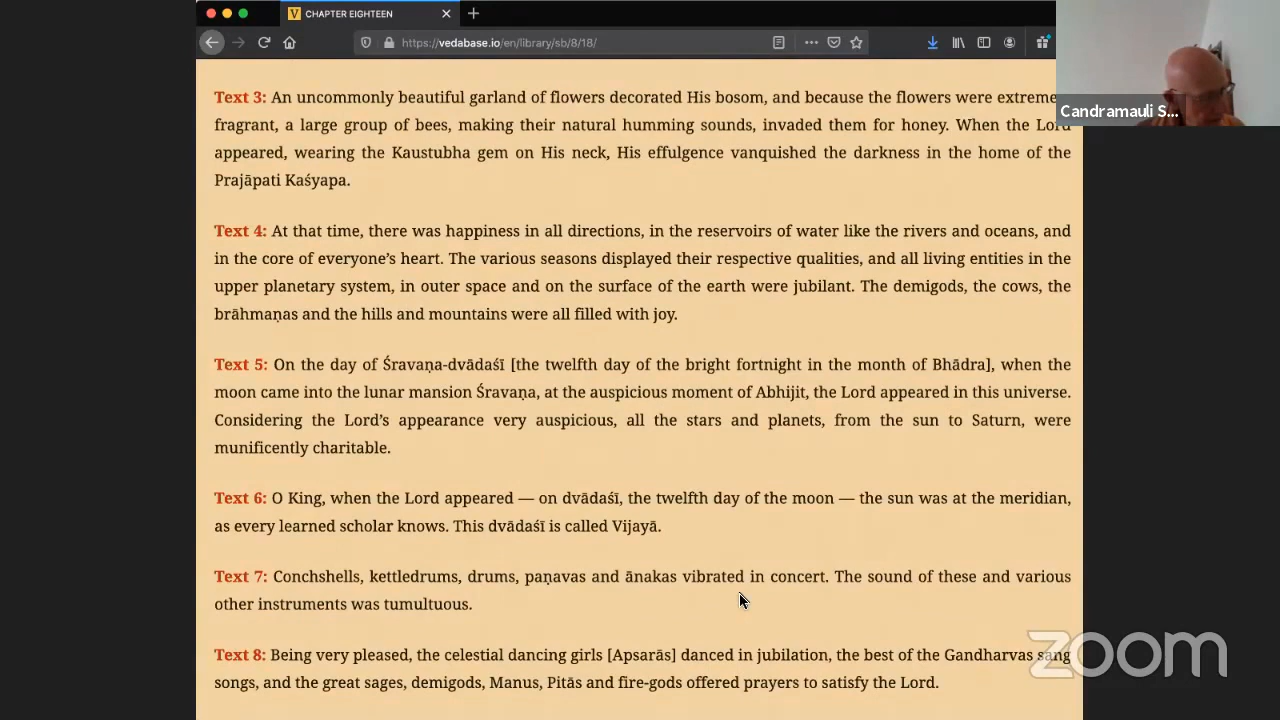 CHAPTER EIGHTEEN
https://vedabase.io/en/library/sb/8/18/
Candramauli S...
Text 3: An uncommonly beautiful garland of flowers decorated His bosom, and because the flowers were extreme
fragrant, a large group of bees, making their natural humming sounds, invaded them for honey. When the Lord
appeared, wearing the Kaustubha gem on His neck, His effulgence vanquished the darkness in the home of the
Prajāpati Kaśyapa.
Text 4: At that time, there was happiness in all directions, in the reservoirs of water like the rivers and oceans, and
in the core of everyone’s heart. The various seasons displayed their respective qualities, and all living entities in the
upper planetary system, in outer space and on the surface of the earth were jubilant. The demigods, the cows, the
brāhmaṇas and the hills and mountains were all filled with joy.
Text 5: On the day of Śravaṇa-dvādaśī [the twelfth day of the bright fortnight in the month of Bhādra], when the
moon came into the lunar mansion Śravaṇa, at the auspicious moment of Abhijit, the Lord appeared in this universe.
Considering the Lord’s appearance very auspicious, all the stars and planets, from the sun to Saturn, were
munificently charitable.
Text 6: O King, when the Lord appeared — on dvādaśī, the twelfth day of the moon — the sun was at the meridian,
as every learned scholar knows. This dvādaśī is called Vijayā.
Text 7: Conchshells, kettledrums, drums, paṇavas and ānakas vibrated in concert. The sound of these and various
other instruments was tumultuous.
Text 8: Being very pleased, the celestial dancing girls [Apsarās] danced in jubilation, the best of the Gandharvas sang
songs, and the great sages, demigods, Manus, Pitās and fire-gods offered prayers to satisfy the Lord.
zoom